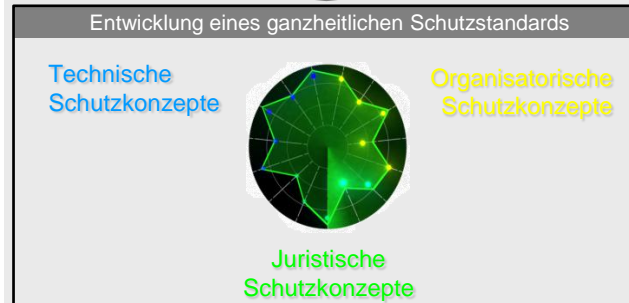 Entwicklung eines ganzheitlichen Schutzstandards
Technische
Schutzkonzepte
Organisatorische
Schutzkonzepte
Juristische
Schutzkonzepte